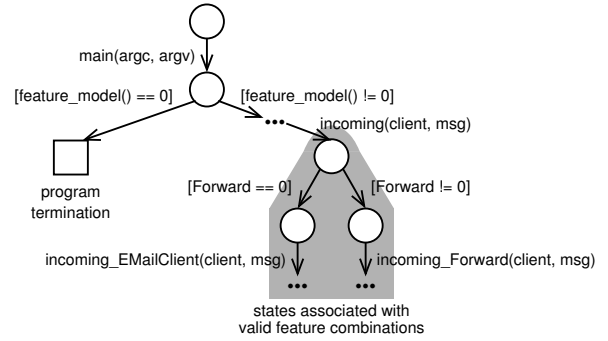 main(argc, argv)
[feature_model() == 0]
[feature_model() != 0]
•••
incoming(client, msg)
program
termination
[Forward == 0]
[Forward != 0]
incoming_EMailClient(client, msg)
incoming_Forward(client, msg)
•••
•••
states associated with
valid feature combinations